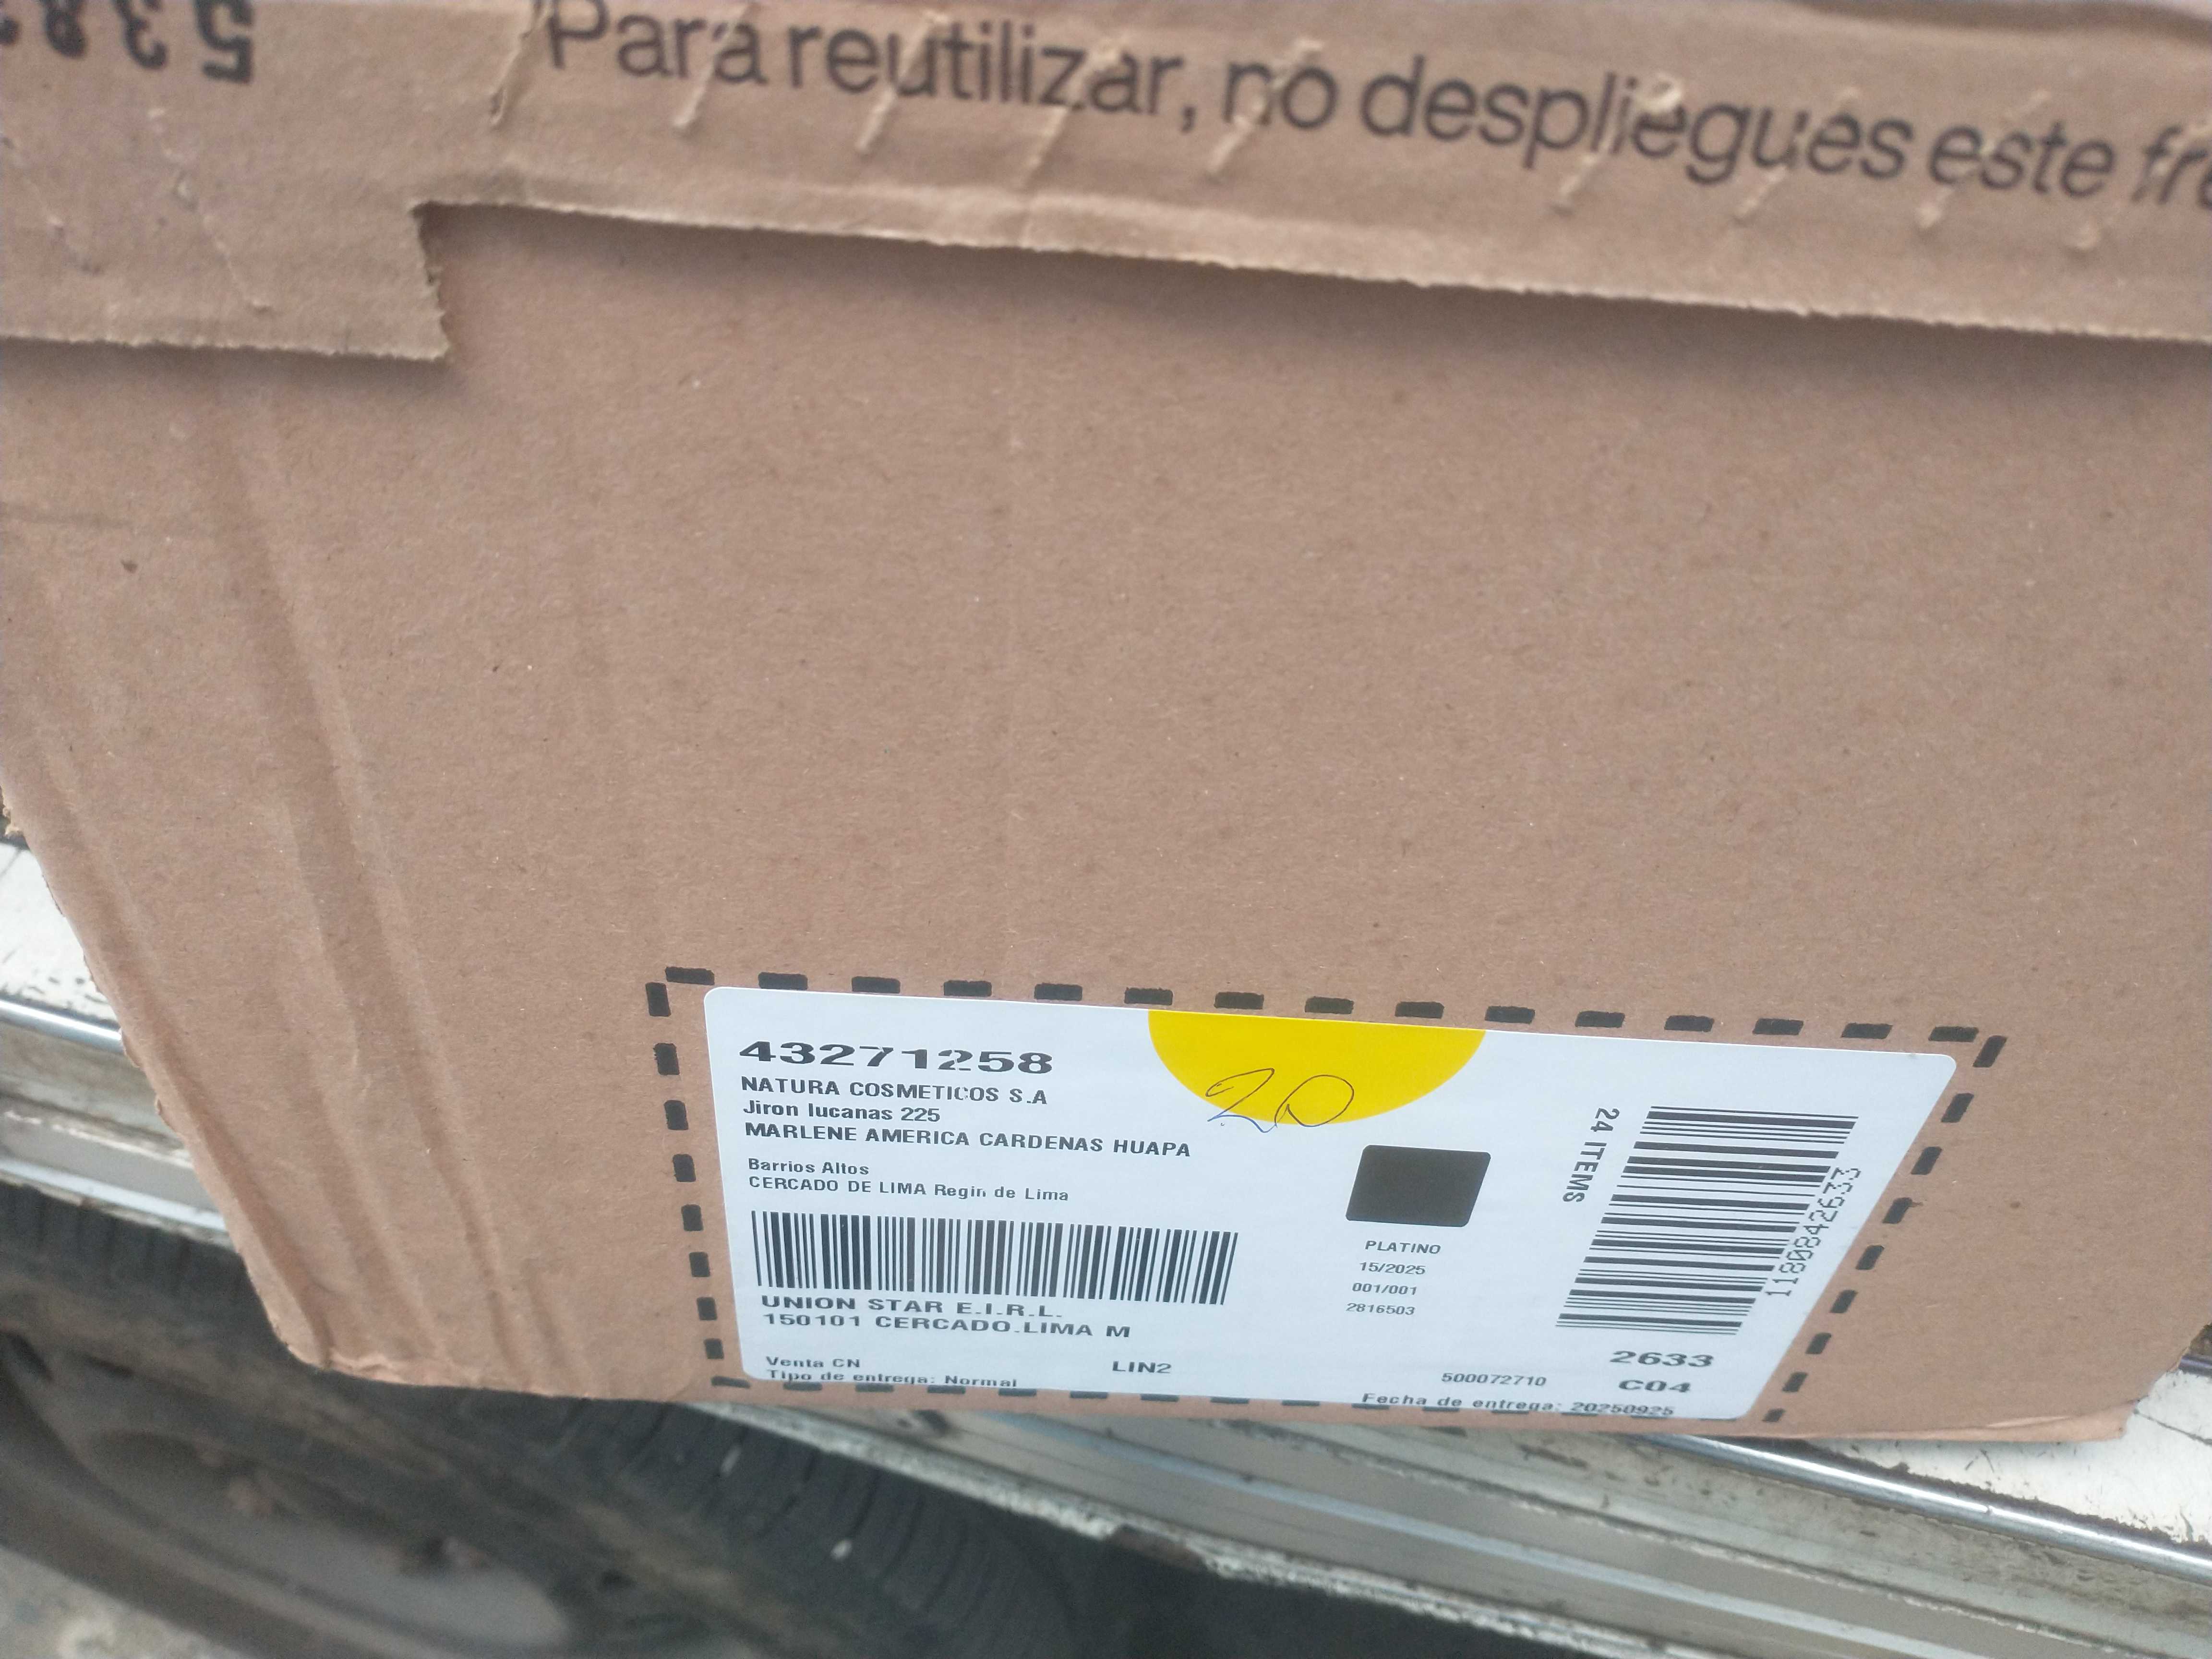 Para reutilizar, no despliegues este
43271258
NATURA COSMETICOS S.A
Jiron lucanas 225
MARLENE AMERICA CARDENAS HUAPA
Barrios Altos
CERCADO DE LIMA Regin de Lima
UNION STAR E.I.R.L.
150101 CERCADO.LIMA M
Venta CN
LIN2
Tipo de entrega: Normal
20
PLATINO
15/2025
001/001
2816503
24 ITEMS
1180842633
2633
500072710
C04
Fecha de entrega: 20250925